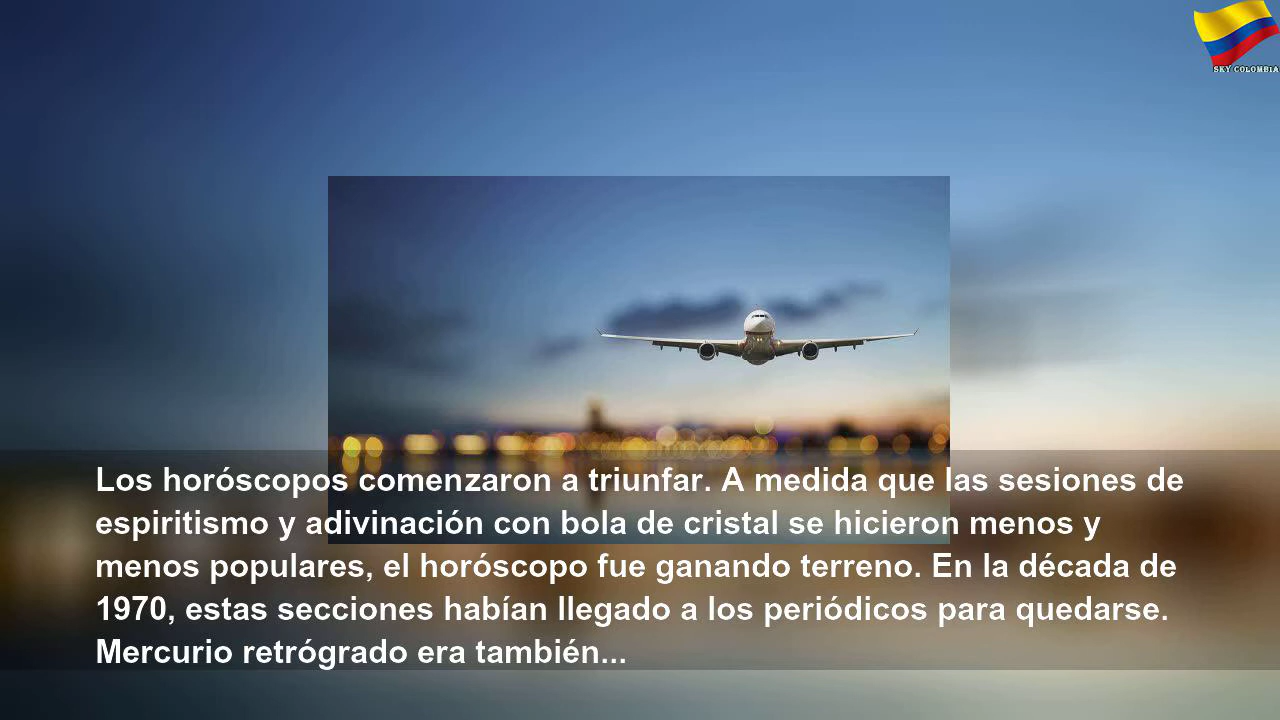 SKY COLOMBIA
Los horóscopos comenzaron a triunfar. A medida que las sesiones de
espiritismo y adivinación con bola de cristal se hicieron menos y
menos populares, el horóscopo fue ganando terreno. En la década de
1970, estas secciones habían llegado a los periódicos para quedarse.
Mercurio retrógrado era también...